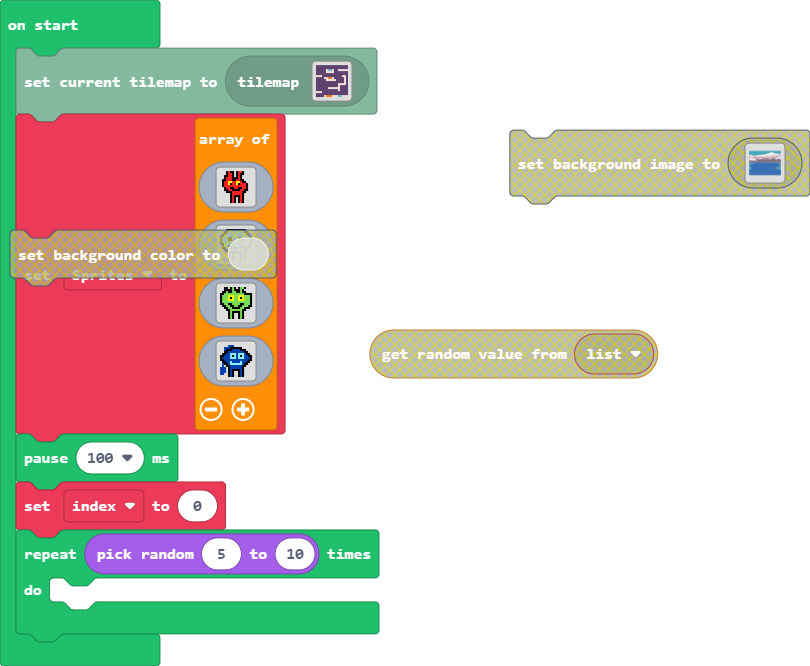 on start
set current tilemap to tilemap
array of
set background image to
set background color to
set Sprites to
get random value from list
pause 100 ms
set index to 0
repeat pick random 5 to 10 times
do